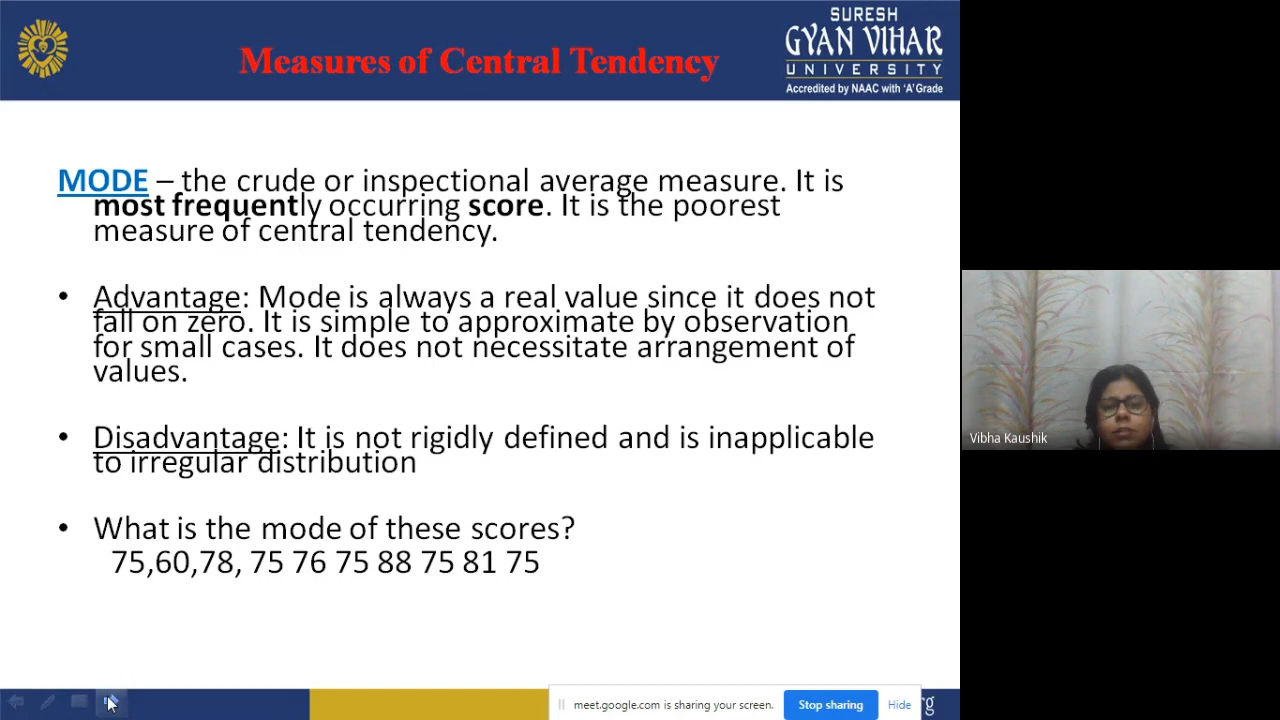 SURESH
GYAN VIHAR
UNIVERSITY
Accredited by NAAC with 'A' Grade
Measures of Central Tendency
MODE – the crude or inspectional average measure. It is
most frequently occurring score. It is the poorest
measure of central tendency.
• Advantage: Mode is always a real value since it does not
fall on zero. It is simple to approximate by observation
for small cases. It does not necessitate arrangement of
values.
• Disadvantage: It is not rigidly defined and is inapplicable
to irregular distribution
• What is the mode of these scores?
75,60,78, 75 76 75 88 75 81 75
Vibha Kaushik
meet.google.com is sharing your screen.
Stop sharing
Hide